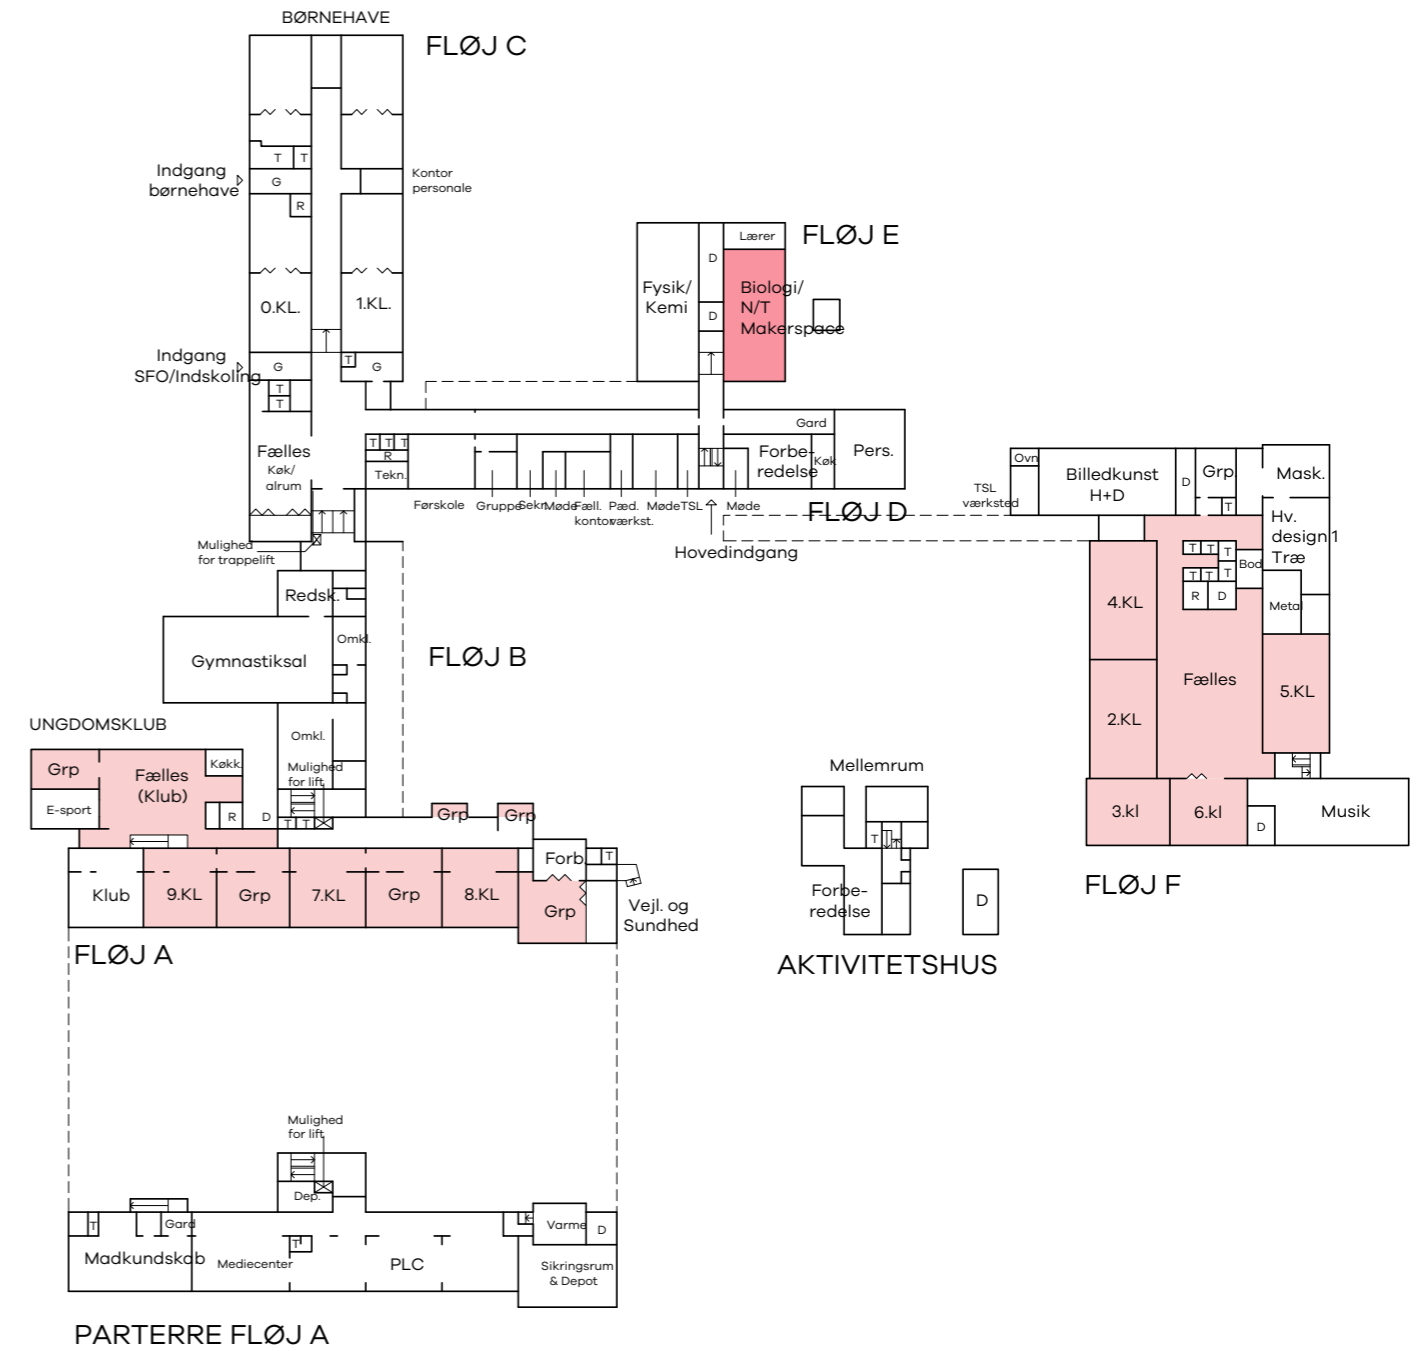 BØRNEHAVE
FLØJ C
T
T
Indgang
børnehave
G
Kontor
personale
R
0.KL.
1.KL.
Indgang
SFO/Indskoling
G
T
G
T
T
Fælles
Køk/
alrum
Mulighed
for trappelift
FLØJ E
Lærer
D
Fysik/
Kemi
D
Biologi/
N/T
Makerspace
Gard
T
T
T
R
Tekn.
Forbe-
redelse
Køk
Pers.
Førskole
Gruppe
Sekr.
Møde
Fæll.
kontor
Pæd.
værkst.
Møde
TSL
Møde
FLØJ D
Hovedindgang
Ovn
TSL
værksted
Billedkunst
H+D
D
Grp.
T
Mask.
Hv.
design 1
Træ
T
T
T
Bod
T
T
T
R
D
Metal
4.KL
2.KL
Fælles
5.KL
3.kl
6.kl
D
Musik
FLØJ F
Redsk.
Omkl.
Gymnastiksal
FLØJ B
Omkl.
Mulighed
for lift
T
T
UNGDOMSKLUB
Grp
Fælles
(Klub)
Køkk.
E-sport
R
D
Grp
Grp
Klub
9.KL
Grp
7.KL
Grp
8.KL
Forb.
T
Grp
Vejl. og
Sundhed
FLØJ A
Mellemrum
T
Forbe-
redelse
D
AKTIVITETSHUS
Mulighed
for lift
Dep.
T
Gard
Madkundskab
Mediecenter
T
PLC
Varme
D
Sikringsrum
& Depot
PARTERRE FLØJ A